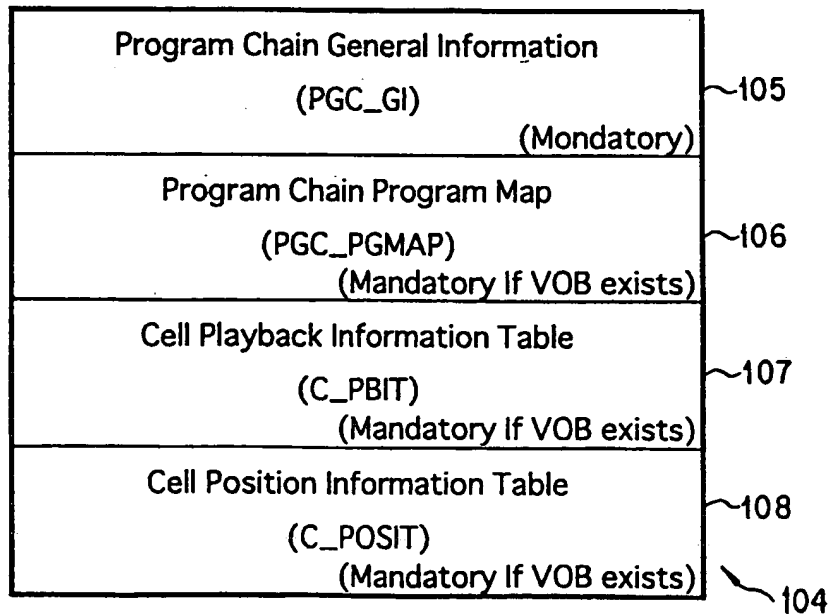 Program Chain General Information
(PGC_GI)
105
(Mondatory)
Program Chain Program Map
(PGC_PGMAP)
106
(Mandatory If VOB exists)
Cell Playback Information Table
(C_PBIT)
107
(Mandatory If VOB exists)
Cell Position Information Table
108
(C_POSIT)
(Mandatory If VOB exists)
104